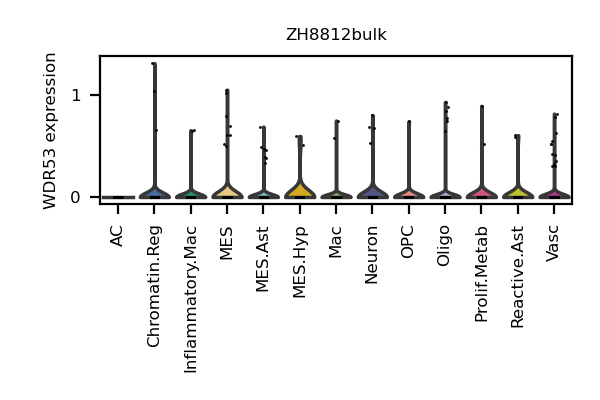 ZH8812bulk
WDR53 expression
1
0
AC
Chromatin.Reg
Inflammatory.Mac
MES
MES.Ast
MES.Hyp
Mac
Neuron
OPC
Oligo
Prolif.Metab
Reactive.Ast
Vasc